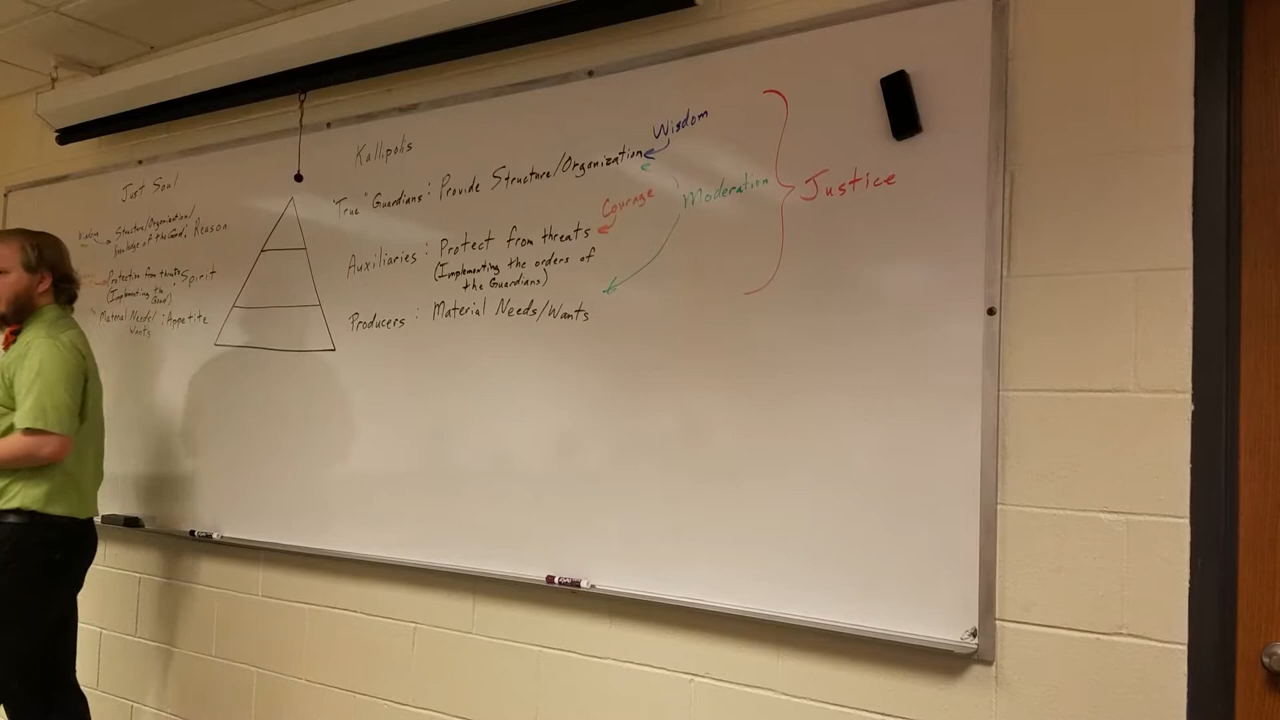 Just Soul
Wisdom
Structure/Organization/
Knowledge of the Good: Reason
Protection from threats: Spirit
(Implementing the
Good)
Material Needs/ : Appetite
Wants
Kallipolis
"True" Guardians: Provide Structure/Organization
Wisdom
Auxiliaries: Protect from threats
Courage
(Implementing the orders of
the Guardians)
Producers: Material Needs/Wants
Moderation
Justice
EXPO